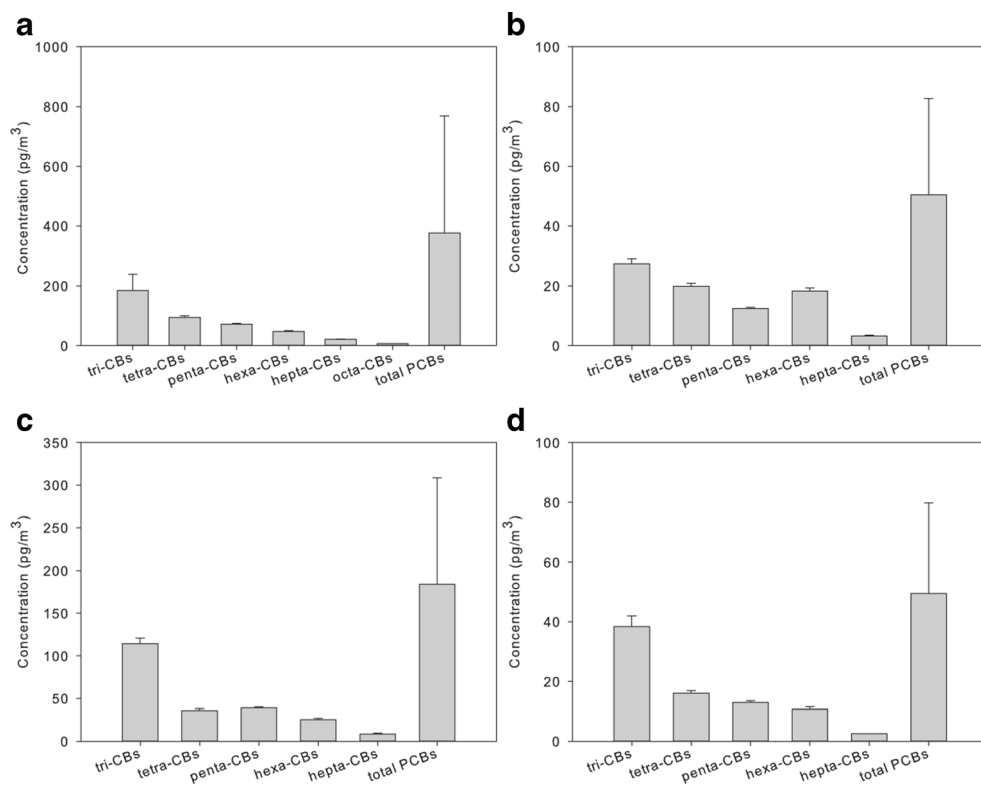 a
1000
800
600
400
200
0
Concentration (pg/m³)
tri-CBs
tetra-CBs
penta-CBs
hexa-CBs
hepta-CBs
octa-CBs
total PCBs
b
100
80
60
40
20
0
Concentration (pg/m³)
tri-CBs
tetra-CBs
penta-CBs
hexa-CBs
hepta-CBs
total PCBs
c
350
300
250
200
150
100
50
0
Concentration (pg/m³)
tri-CBs
tetra-CBs
penta-CBs
hexa-CBs
hepta-CBs
total PCBs
d
100
80
60
40
20
0
Concentration (pg/m³)
tri-CBs
tetra-CBs
penta-CBs
hexa-CBs
hepta-CBs
total PCBs